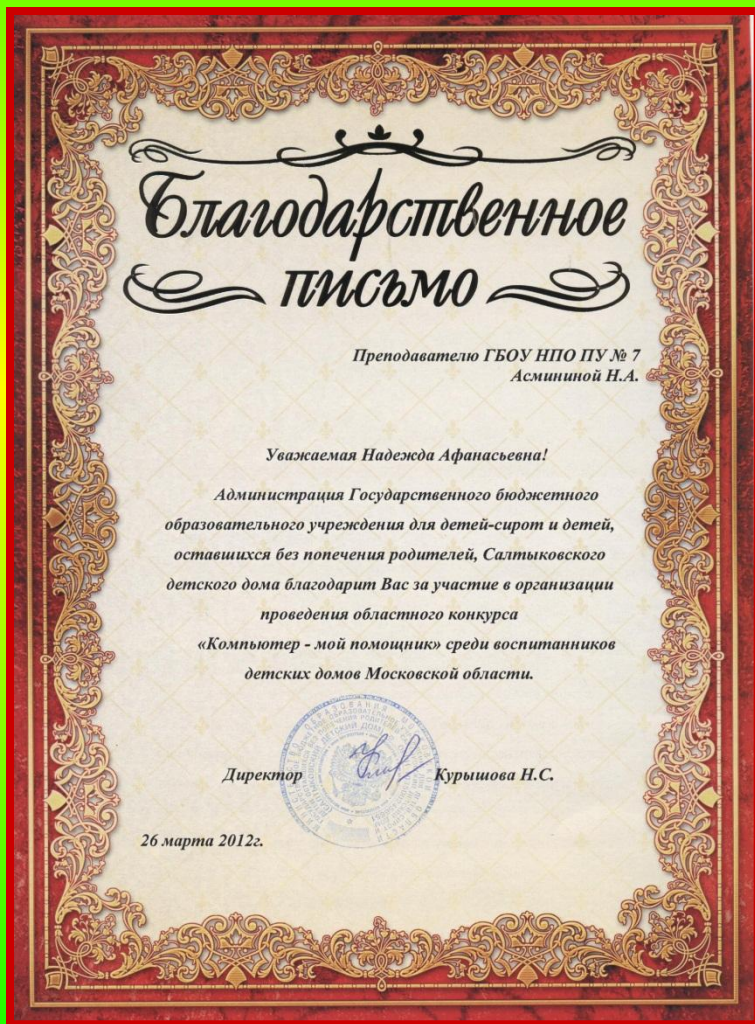 Благодарственное
письмо
Преподавателю ГБОУ НПО ПУ № 7
Асмининой Н.А.
Уважаемая Надежда Афанасьевна!
Администрация Государственного бюджетного
образовательного учреждения для детей-сирот и детей,
оставшихся без попечения родителей, Салтыковского
детского дома благодарит Вас за участие в организации
проведения областного конкурса
«Компьютер - мой помощник» среди воспитанников
детских домов Московской области.
ДЕТСКИЙ ДОМ
Директор Курышова Н.С.
26 марта 2012г.